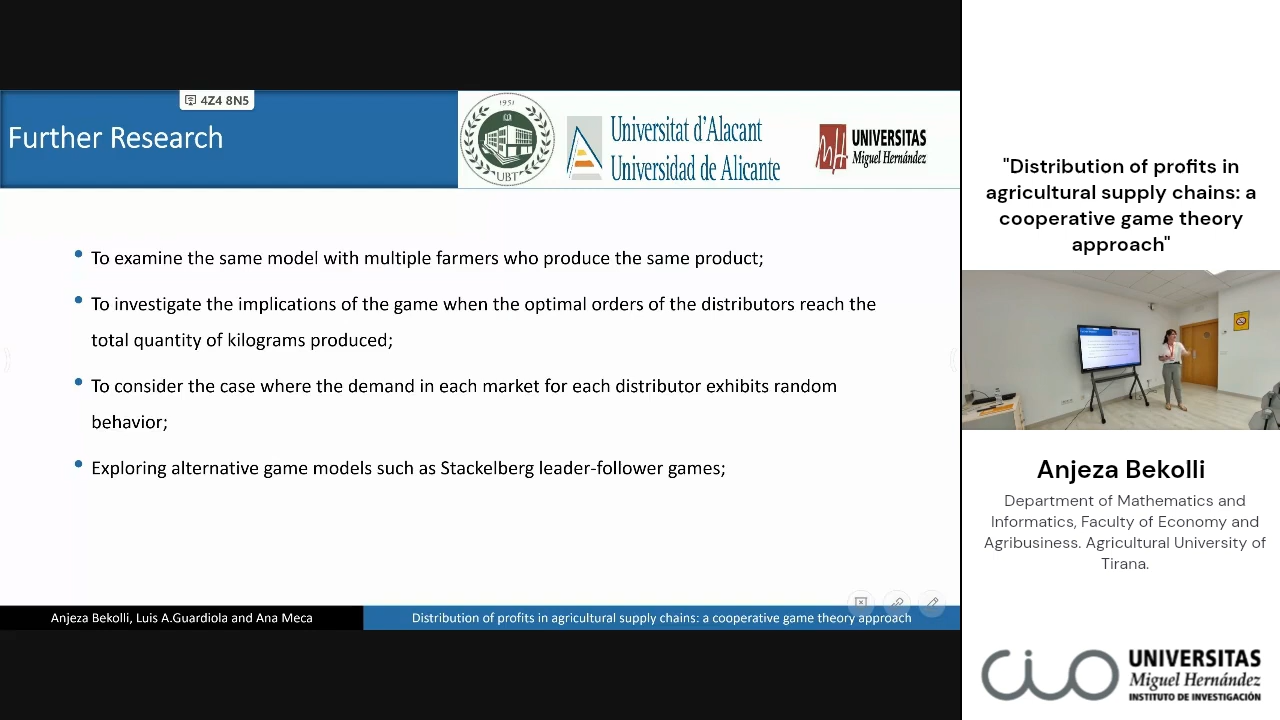 4Z4 8N5
Further Research
1951
UBT
Universitat d'Alacant
Universidad de Alicante
UNIVERSITAS
Miguel Hernández
To examine the same model with multiple farmers who produce the same product;
To investigate the implications of the game when the optimal orders of the distributors reach the
total quantity of kilograms produced;
To consider the case where the demand in each market for each distributor exhibits random
behavior;
Exploring alternative game models such as Stackelberg leader-follower games;
Anjeza Bekolli, Luis A.Guardiola and Ana Meca
Distribution of profits in agricultural supply chains: a cooperative game theory approach
"Distribution of profits in
agricultural supply chains: a
cooperative game theory
approach"
Anjeza Bekolli
Department of Mathematics and
Informatics, Faculty of Economy and
Agribusiness. Agricultural University of
Tirana.
CIO
UNIVERSITAS
Miguel Hernández
INSTITUTO DE INVESTIGACIÓN